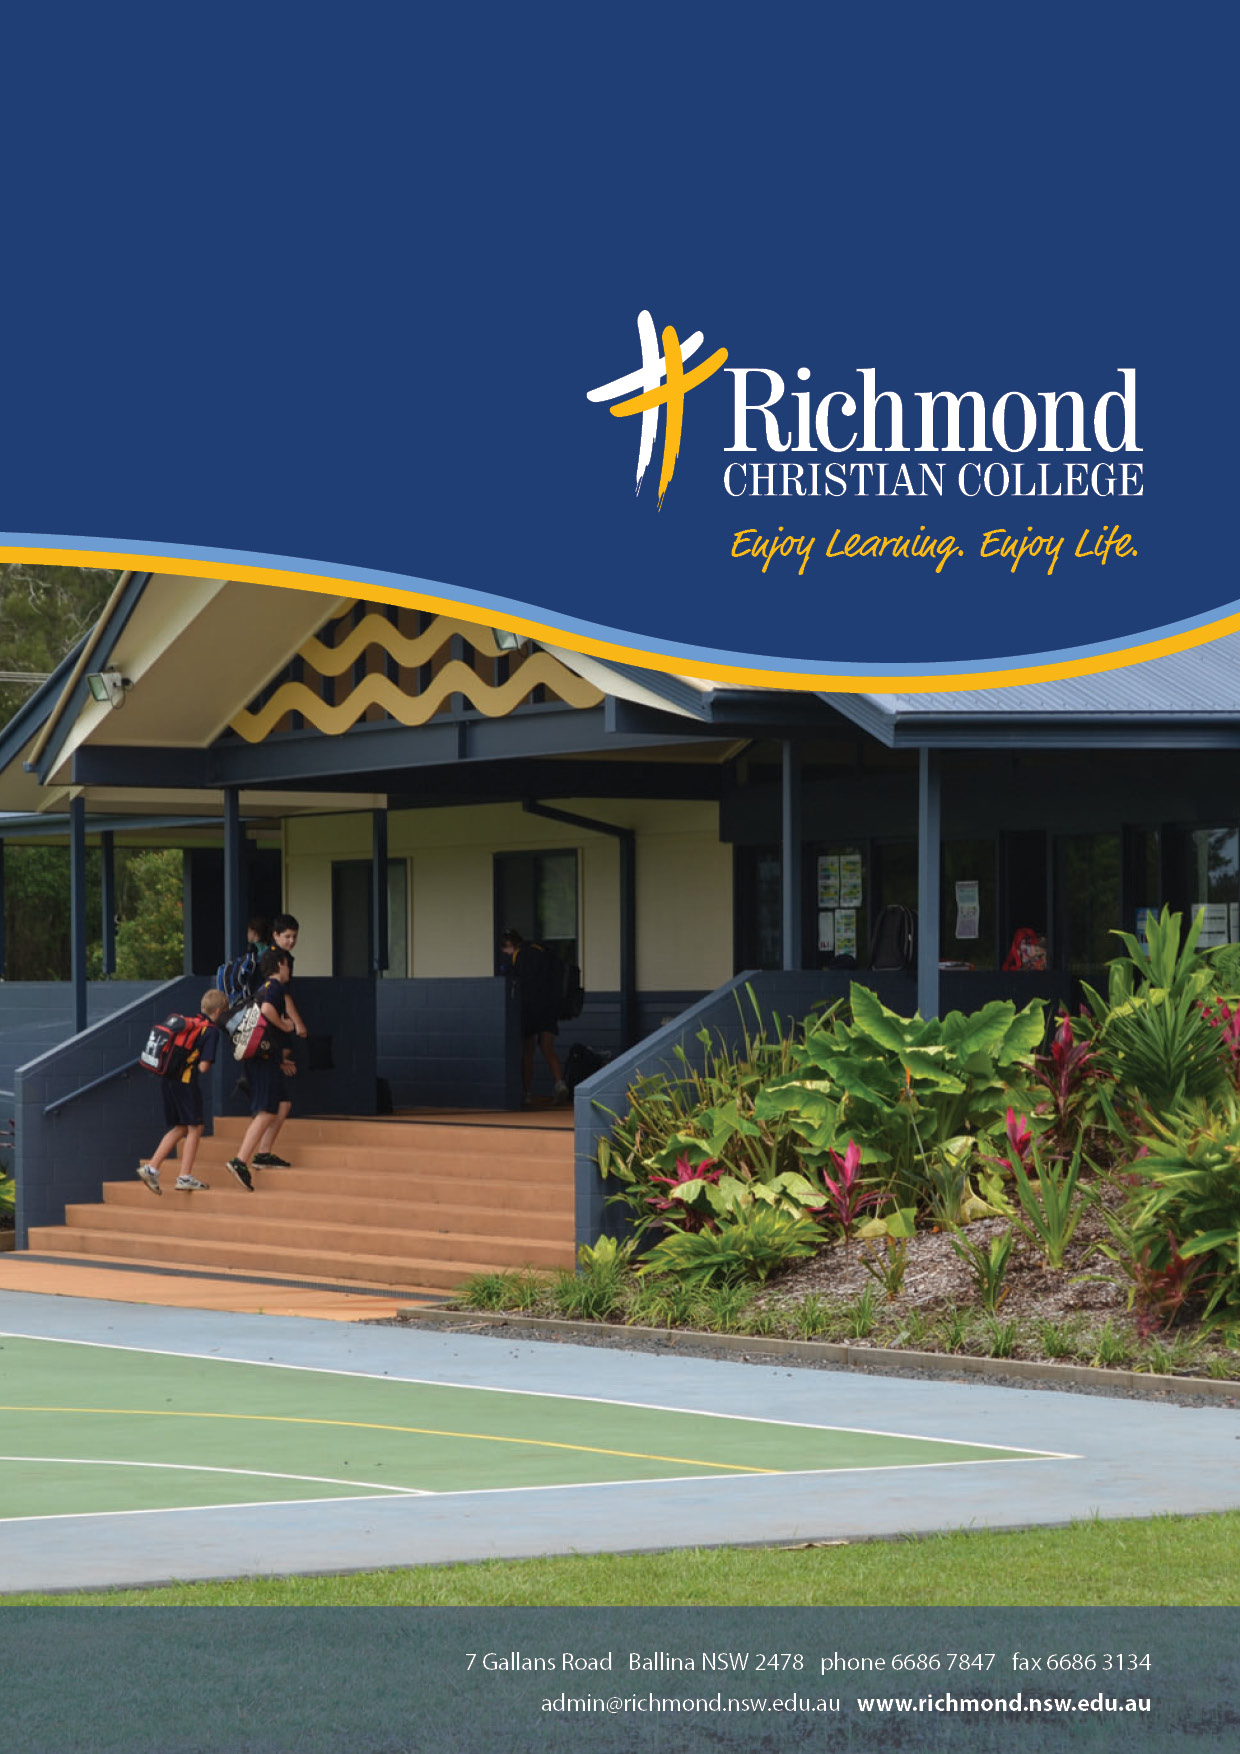 Richmond
CHRISTIAN COLLEGE
Enjoy Learning. Enjoy Life.
7 Gallans Road Ballina NSW 2478 phone 6686 7847 fax 6686 3134
admin@richmond.nsw.edu.au www.richmond.nsw.edu.au